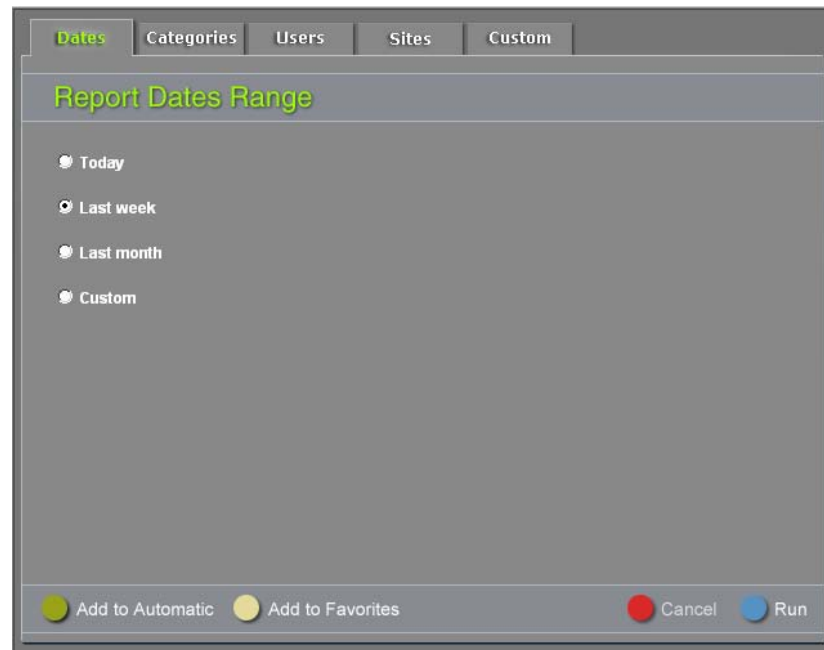 Dates Categories Users Sites Custom
Report Dates Range
Today
Last week
Last month
Custom
Add to Automatic Add to Favorites Cancel Run